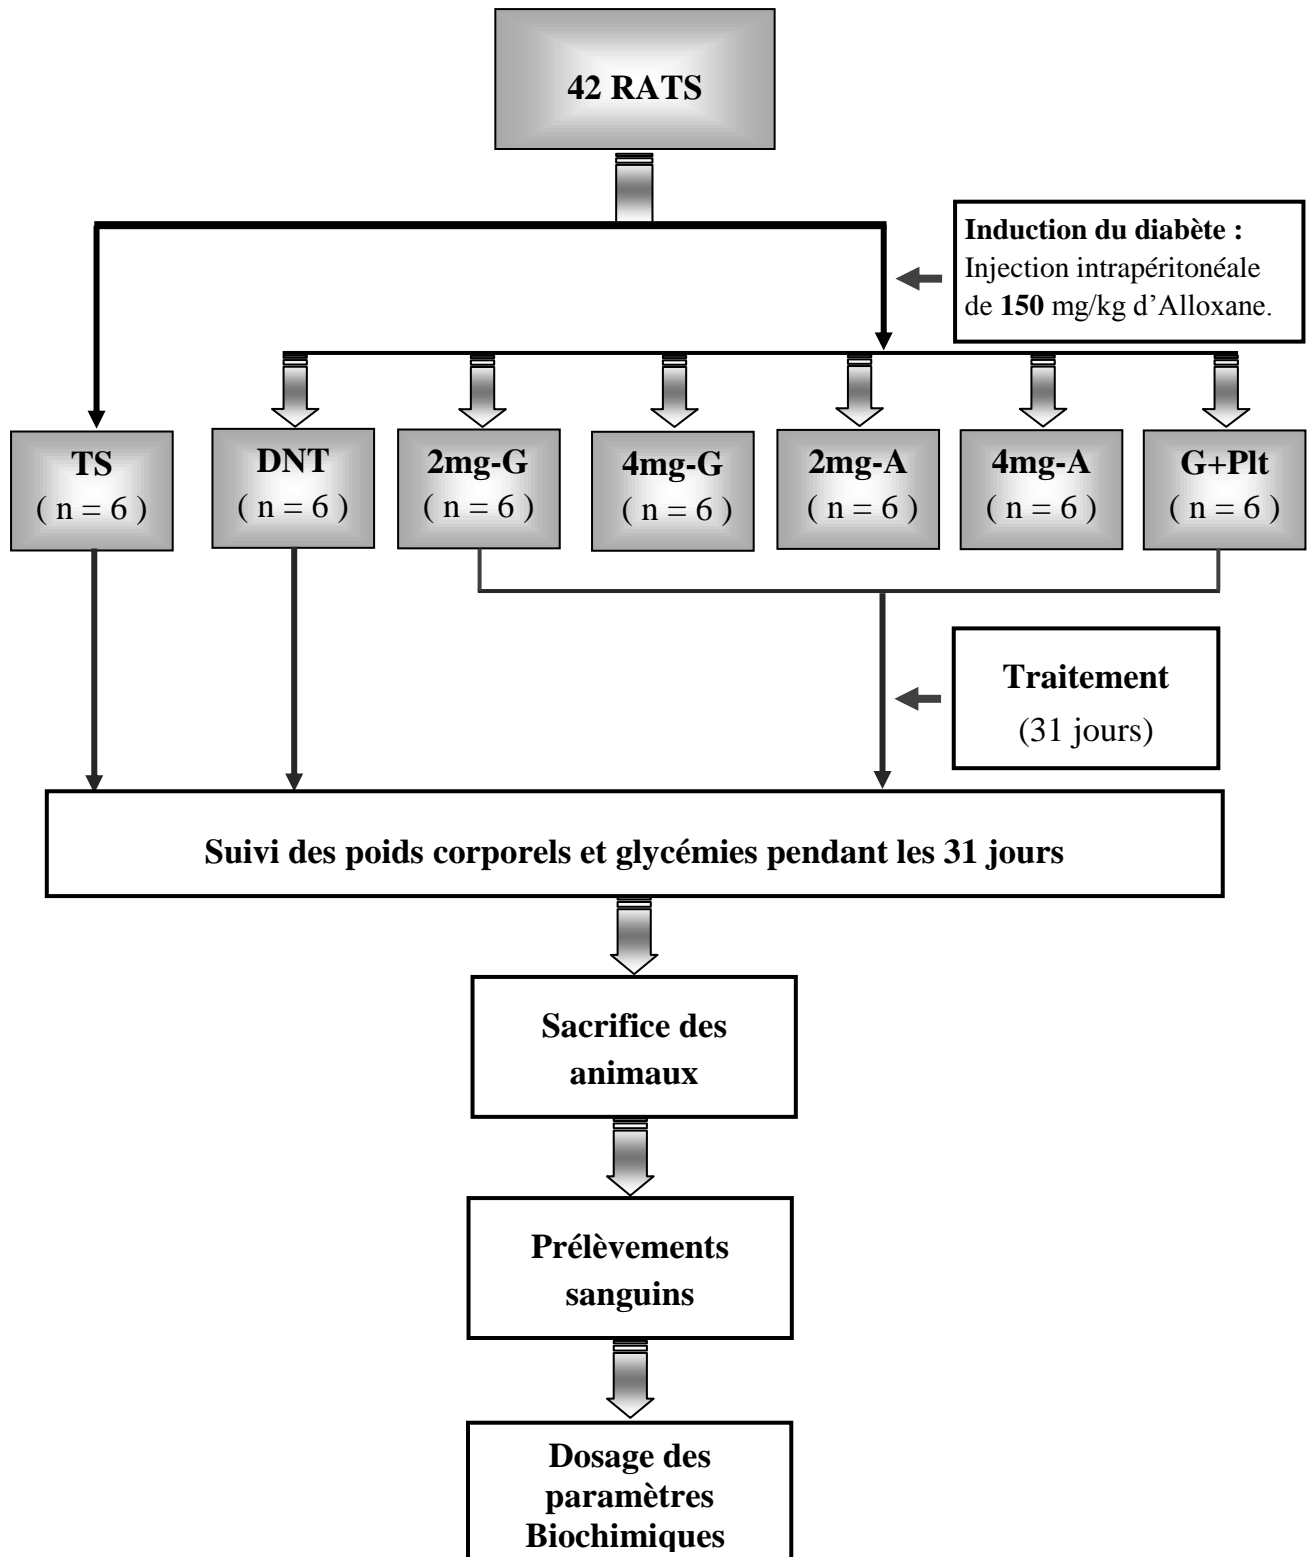 42 RATS
Induction du diabète :
Injection intrapéritonéale
de 150 mg/kg d’Alloxane.
TS
( n = 6 )
DNT
( n = 6 )
2mg-G
( n = 6 )
4mg-G
( n = 6 )
2mg-A
( n = 6 )
4mg-A
( n = 6 )
G+Plt
( n = 6 )
Traitement
(31 jours)
Suivi des poids corporels et glycémies pendant les 31 jours
Sacrifice des
animaux
Prélèvements
sanguins
Dosage des
paramètres
Biochimiques